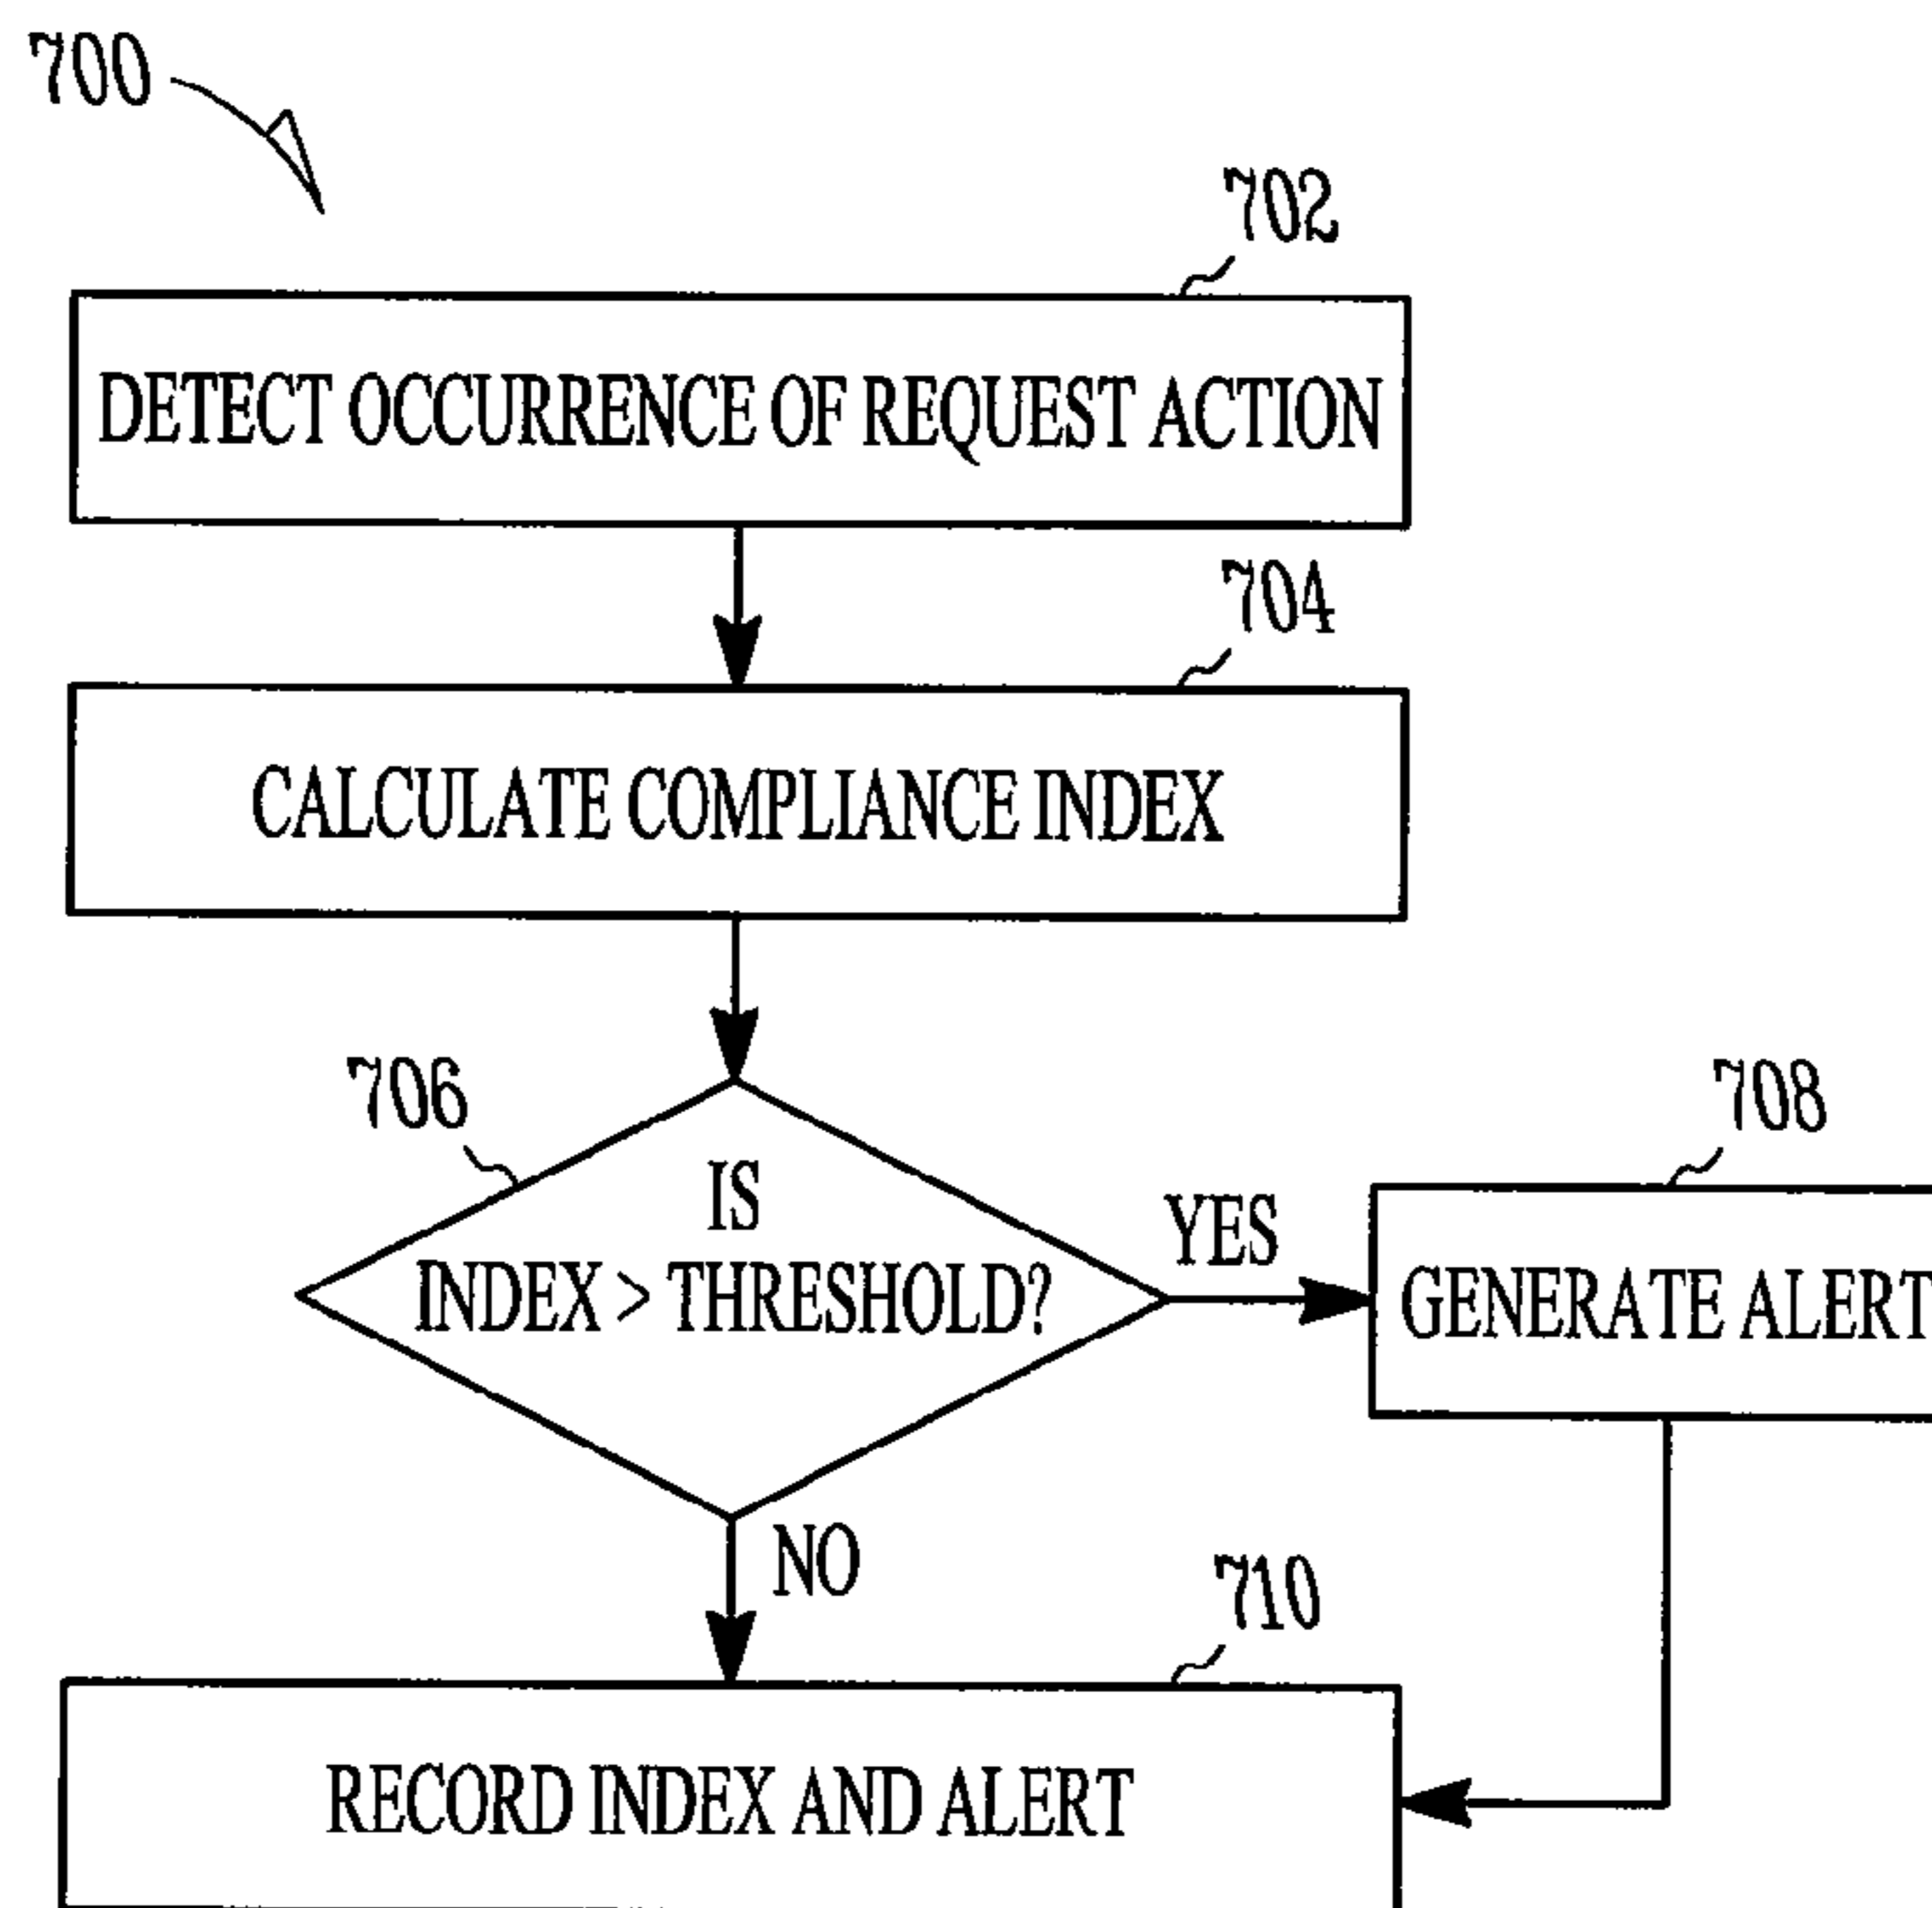 700
702
DETECT OCCURRENCE OF REQUEST ACTION
704
CALCULATE COMPLIANCE INDEX
706
IS
INDEX > THRESHOLD?
YES
708
GENERATE ALERT
NO
710
RECORD INDEX AND ALERT